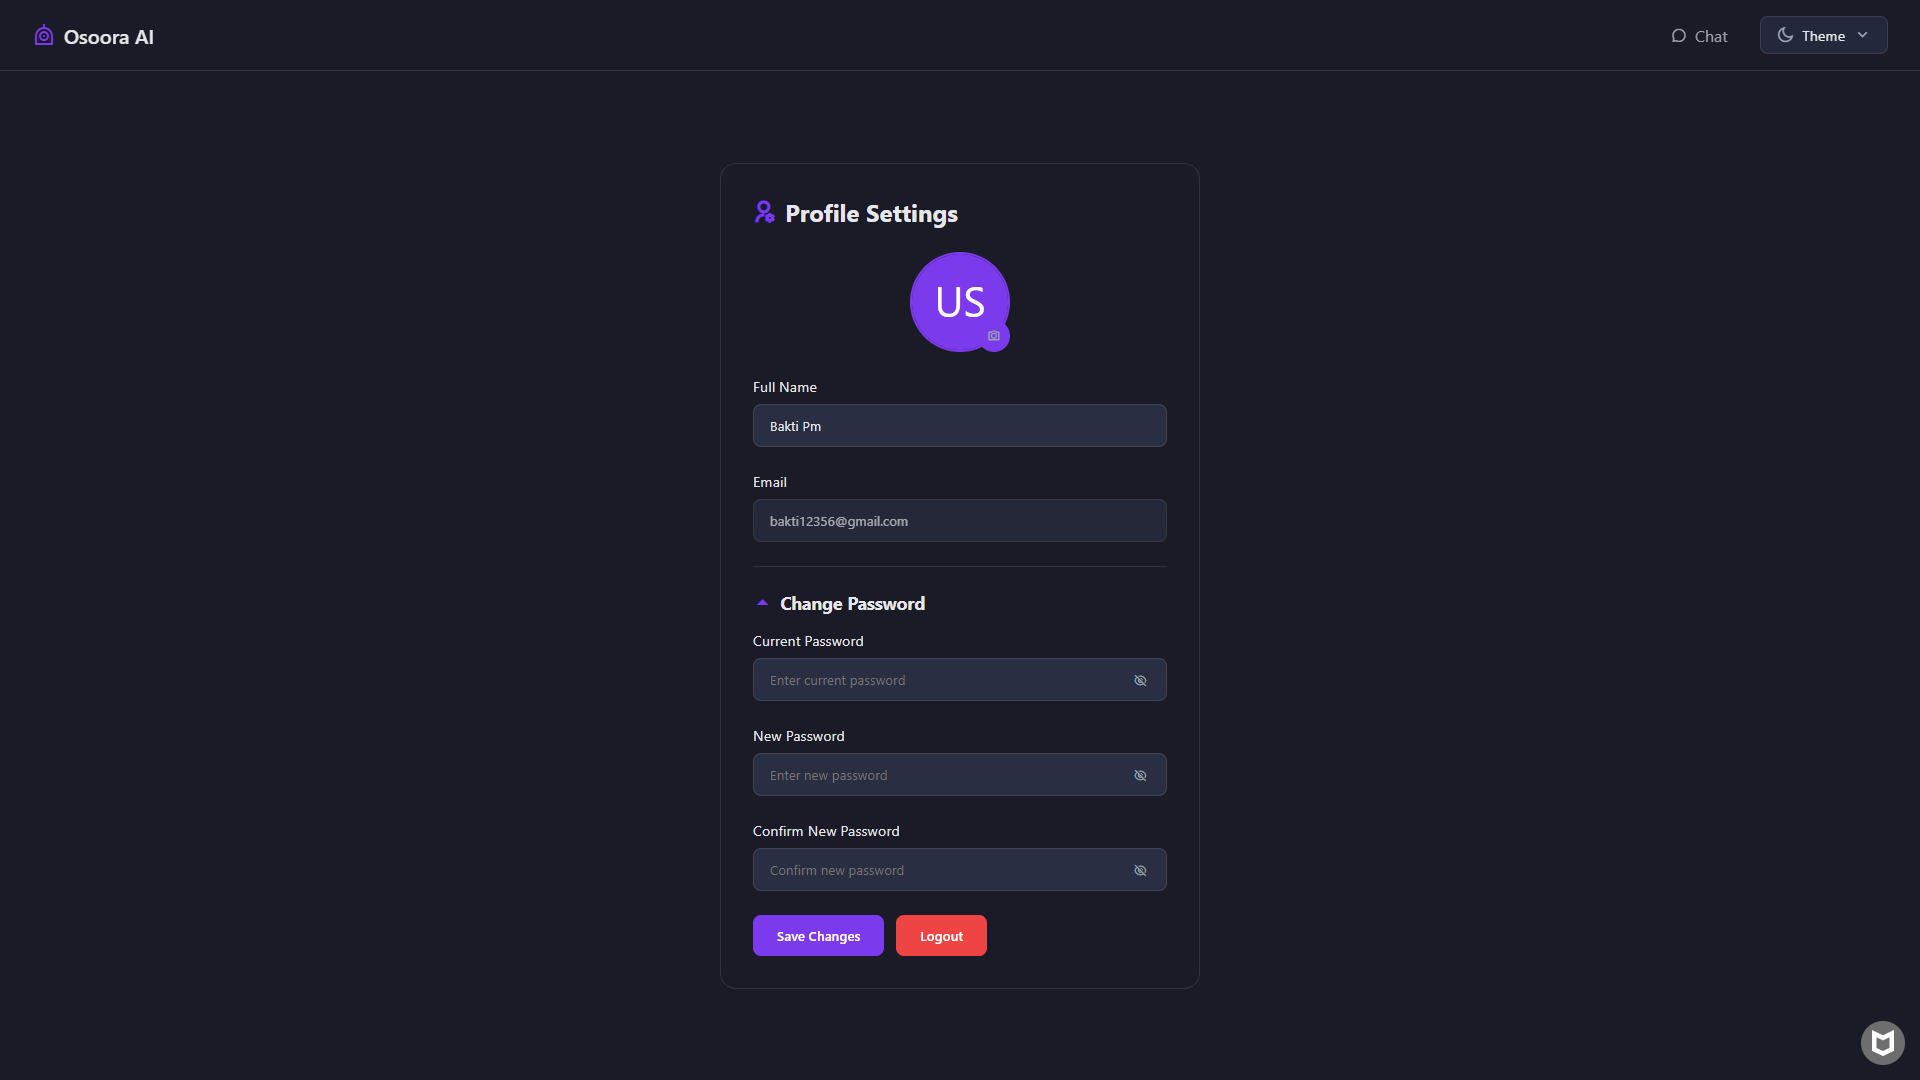 Osoora AI
Chat
Theme
Profile Settings
US
Full Name
Bakti Pm
Email
bakti12356@gmail.com
Change Password
Current Password
Enter current password
New Password
Enter new password
Confirm New Password
Confirm new password
Save Changes
Logout